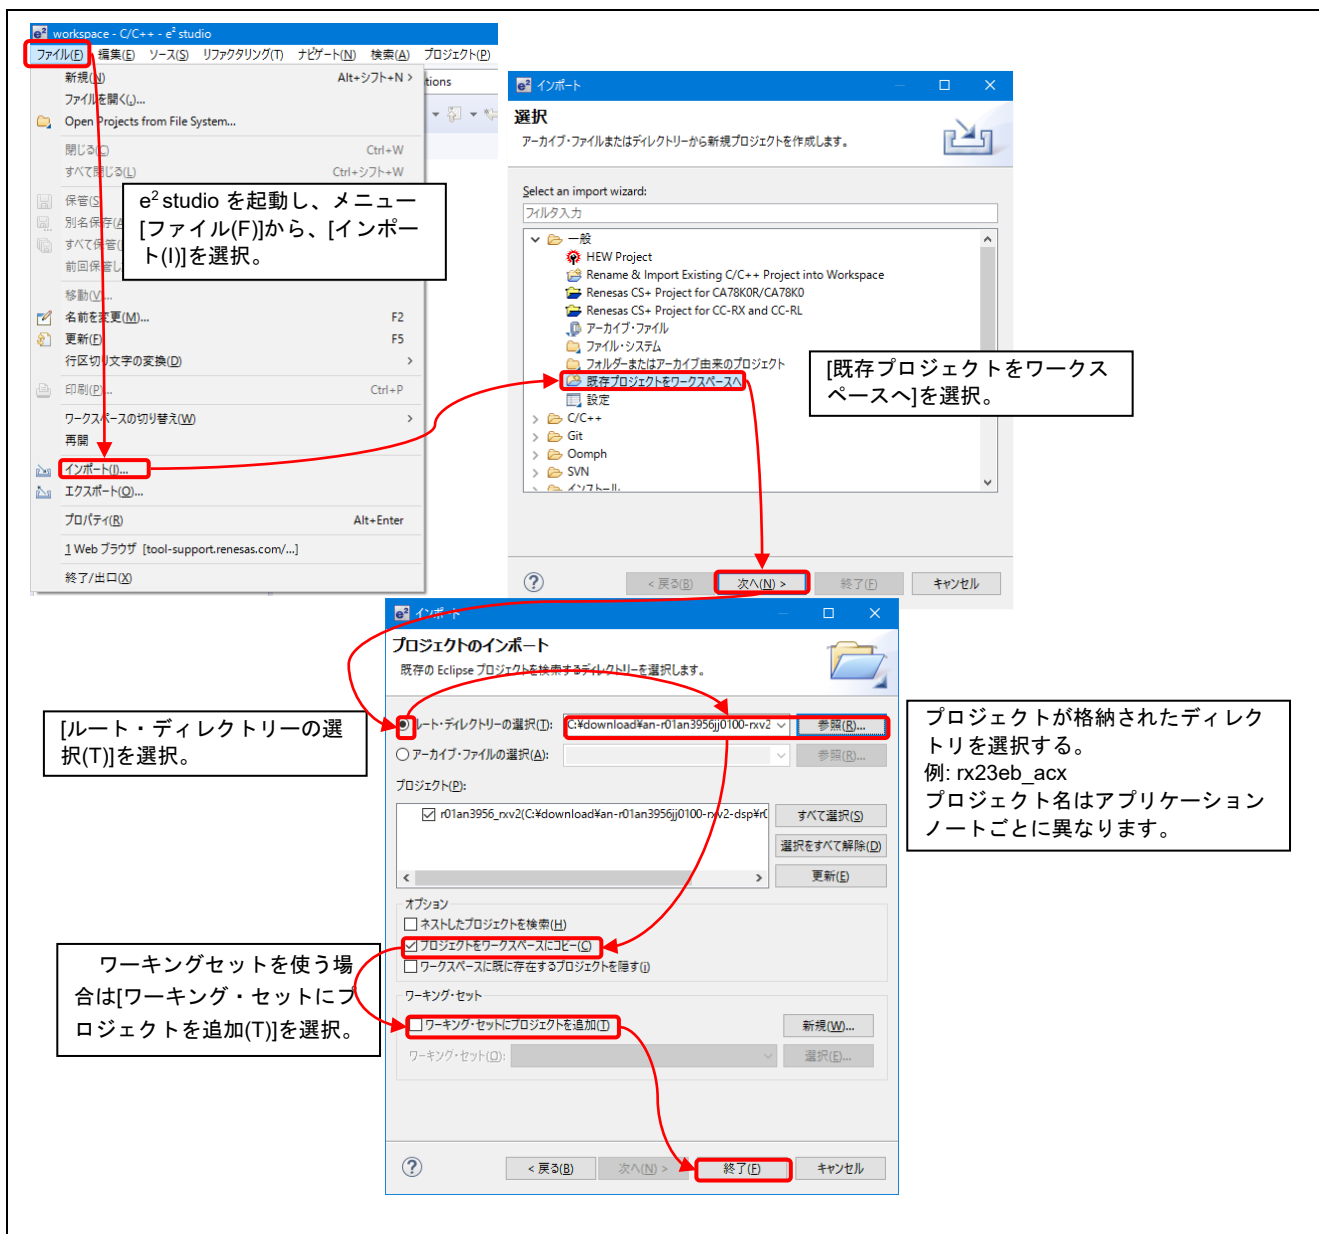 workspace - C/C++ - e² studio
ファイル(F) 編集(E) ソース(S) リファクタリング(T) ナビゲート(N) 検索(A) プロジェクト(P)
新規(N) Alt+シフト+N >
ファイルを開く(.)...
Open Projects from File System...
閉じる(C) Ctrl+W
すべて閉じる(L) Ctrl+シフト+W
保管(S)
別名保存(A)
すべて保管(
前回保管し
移動(V)...
名前を変更(M)... F2
更新(F) F5
行区切り文字の変換(D) >
印刷(P)... Ctrl+P
ワークスペースの切り替え(W) >
再開
インポート(I)...
エクスポート(O)...
プロパティ(R) Alt+Enter
1 Web ブラウザ [tool-support.renesas.com/...]
終了/出口(X)
tions
e² studio を起動し、メニュー
[ファイル(F)]から、[インポー
ト(I)]を選択。
インポート
選択
アーカイブ・ファイルまたはディレクトリーから新規プロジェクトを作成します。
Select an import wizard:
フィルタ入力
一般
HEW Project
Rename & Import Existing C/C++ Project into Workspace
Renesas CS+ Project for CA78K0R/CA78K0
Renesas CS+ Project for CC-RX and CC-RL
アーカイブ・ファイル
ファイル・システム
フォルダーまたはアーカイブ由来のプロジェクト
既存プロジェクトをワークスペースへ
設定
C/C++
Git
Oomph
SVN
インストール
< 戻る(B) 次へ(N) > 終了(F) キャンセル
[既存プロジェクトをワークス
ペースへ]を選択。
インポート
プロジェクトのインポート
既存の Eclipse プロジェクトを検索するディレクトリーを選択します。
ルート・ディレクトリーの選択(T): C:¥download¥an-r01an3956jj0100-rxv2 参照(R)...
アーカイブ・ファイルの選択(A): 参照(R)...
プロジェクト(P):
r01an3956_rxv2(C:¥download¥an-r01an3956jj0100-rxv2-dsp¥r0
すべて選択(S)
選択をすべて解除(D)
更新(E)
オプション
ネストしたプロジェクトを検索(H)
プロジェクトをワークスペースにコピー(C)
ワークスペースに既に存在するプロジェクトを隠す(i)
ワーキング・セット
ワーキング・セットにプロジェクトを追加(T) 新規(W)...
ワーキング・セット(O): 選択(E)...
< 戻る(B) 次へ(N) > 終了(F) キャンセル
[ルート・ディレクトリーの選
択(T)]を選択。
プロジェクトが格納されたディレク
トリを選択する。
例: rx23eb_acx
プロジェクト名はアプリケーション
ノートごとに異なります。
ワーキングセットを使う場
合は[ワーキング・セットにプ
ロジェクトを追加(T)]を選択。